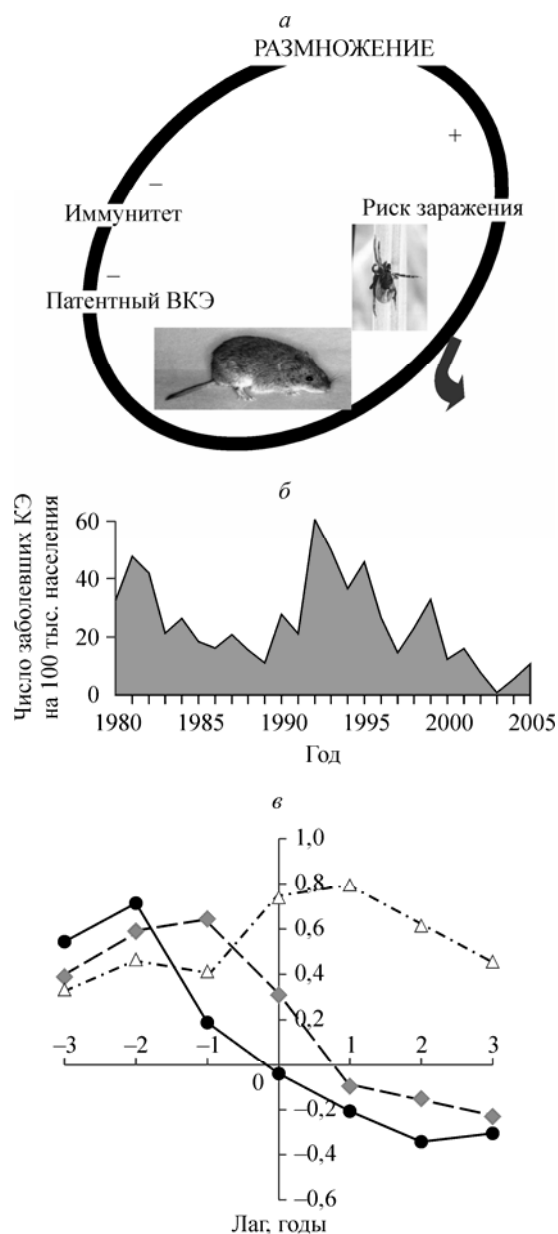 а
РАЗМНОЖЕНИЕ
+
–
Иммунитет
Риск заражения
–
Патентный ВКЭ
б
Число заболевших КЭ
на 100 тыс. населения
60
40
20
0
1980 1985 1990 1995 2000 2005
Год
в
1,0
0,8
0,6
0,4
0,2
–3 –2 –1 0 1 2 3
–0,2
–0,4
–0,6
Лаг, годы